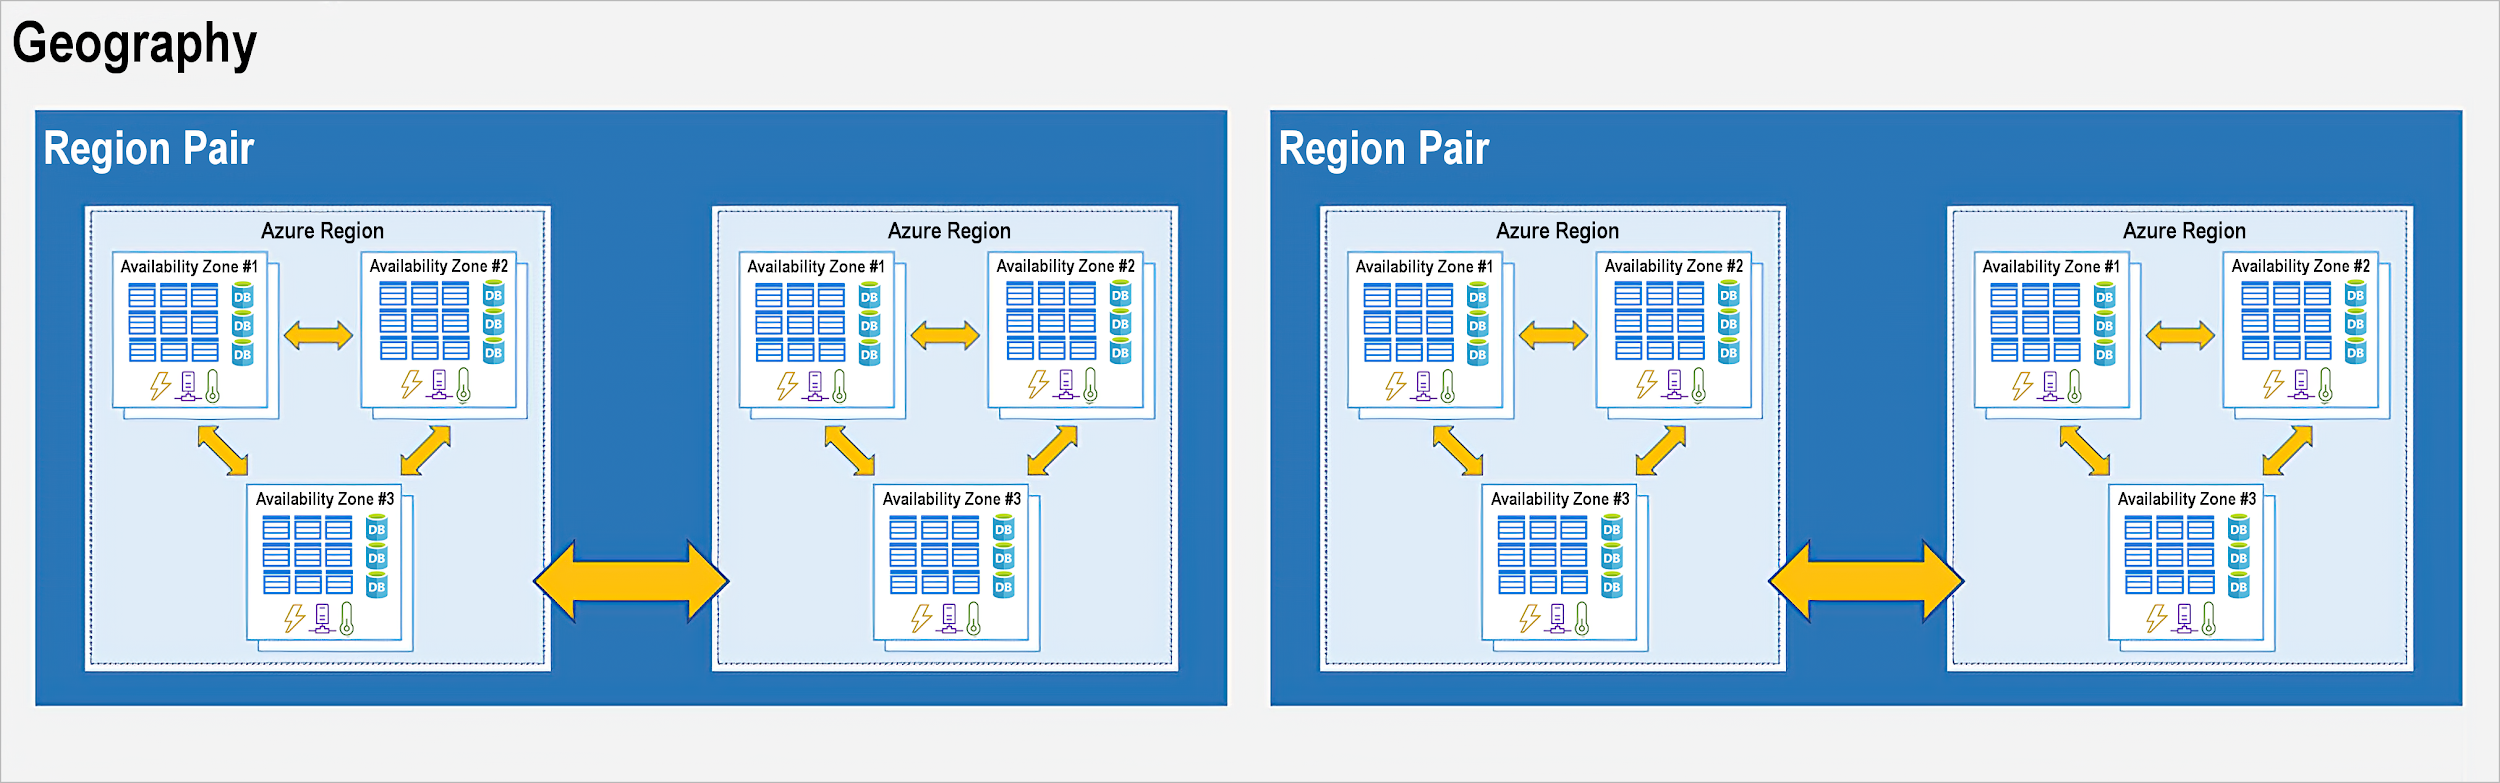 Geography
Region Pair
Azure Region
Availability Zone #1
DB
DB
DB
Availability Zone #2
DB
DB
DB
Availability Zone #3
DB
DB
DB
Azure Region
Availability Zone #1
DB
DB
DB
Availability Zone #2
DB
DB
DB
Availability Zone #3
DB
DB
DB
Region Pair
Azure Region
Availability Zone #1
DB
DB
DB
Availability Zone #2
DB
DB
DB
Availability Zone #3
DB
DB
DB
Azure Region
Availability Zone #1
DB
DB
DB
Availability Zone #2
DB
DB
DB
Availability Zone #3
DB
DB
DB